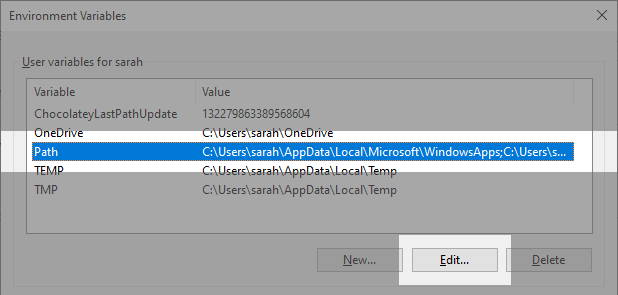 Environment Variables
User variables for sarah
Variable Value
ChocolateyLastPathUpdate 132279863389568604
OneDrive C:\Users\sarah\OneDrive
Path C:\Users\sarah\AppData\Local\Microsoft\WindowsApps;C:\Users\s...
TEMP C:\Users\sarah\AppData\Local\Temp
TMP C:\Users\sarah\AppData\Local\Temp
New... Edit... Delete